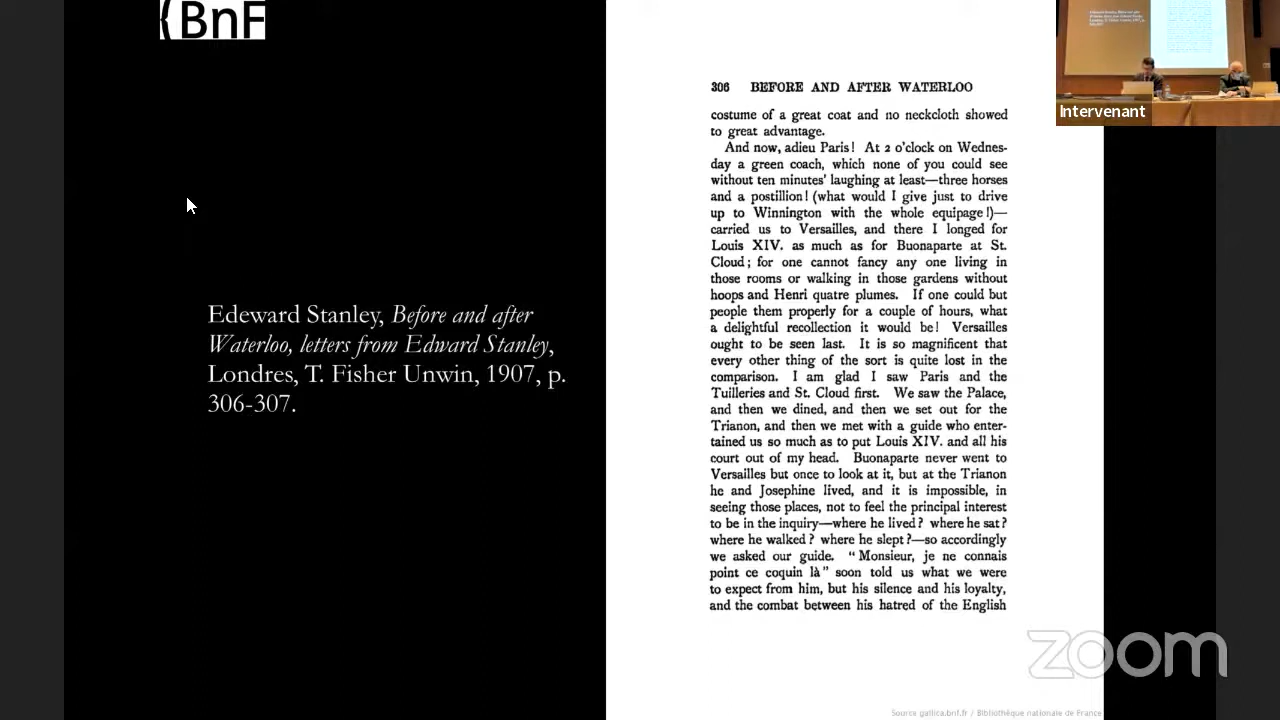 (BnF
Edeward Stanley, Before and after
Waterloo, letters from Edward Stanley,
Londres, T. Fisher Unwin, 1907, p.
306-307.
306 BEFORE AND AFTER WATERLOO
costume of a great coat and no neckcloth showed
to great advantage.
And now, adieu Paris! At 2 o'clock on Wednes-
day a green coach, which none of you could see
without ten minutes' laughing at least—three horses
and a postillion! (what would I give just to drive
up to Winnington with the whole equipage!)—
carried us to Versailles, and there I longed for
Louis XIV. as much as for Buonaparte at St.
Cloud; for one cannot fancy any one living in
those rooms or walking in those gardens without
hoops and Henri quatre plumes. If one could but
people them properly for a couple of hours, what
a delightful recollection it would be! Versailles
ought to be seen last. It is so magnificent that
every other thing of the sort is quite lost in the
comparison. I am glad I saw Paris and the
Tuilleries and St. Cloud first. We saw the Palace,
and then we dined, and then we set out for the
Trianon, and then we met with a guide who enter-
tained us so much as to put Louis XIV. and all his
court out of my head. Buonaparte never went to
Versailles but once to look at it, but at the Trianon
he and Josephine lived, and it is impossible, in
seeing those places, not to feel the principal interest
to be in the inquiry—where he lived? where he sat?
where he walked? where he slept?—so accordingly
we asked our guide. "Monsieur, je ne connais
point ce coquin là" soon told us what we were
to expect from him, but his silence and his loyalty,
and the combat between his hatred of the English
Intervenant
zoom
Source gallica.bnf.fr / Bibliothèque nationale de France